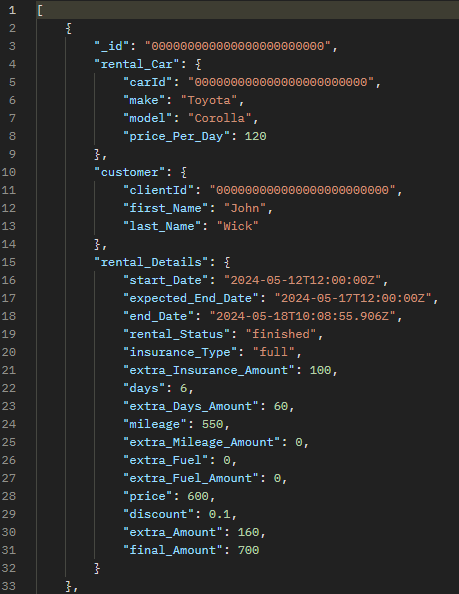 1 [
2     {
3         "_id": "000000000000000000000000",
4         "rental_Car": {
5             "carId": "000000000000000000000000",
6             "make": "Toyota",
7             "model": "Corolla",
8             "price_Per_Day": 120
9         },
10         "customer": {
11             "clientId": "000000000000000000000000",
12             "first_Name": "John",
13             "last_Name": "Wick"
14         },
15         "rental_Details": {
16             "start_Date": "2024-05-12T12:00:00Z",
17             "expected_End_Date": "2024-05-17T12:00:00Z",
18             "end_Date": "2024-05-18T10:08:55.906Z",
19             "rental_Status": "finished",
20             "insurance_Type": "full",
21             "extra_Insurance_Amount": 100,
22             "days": 6,
23             "extra_Days_Amount": 60,
24             "mileage": 550,
25             "extra_Mileage_Amount": 0,
26             "extra_Fuel": 0,
27             "extra_Fuel_Amount": 0,
28             "price": 600,
29             "discount": 0.1,
30             "extra_Amount": 160,
31             "final_Amount": 700
32         }
33     },